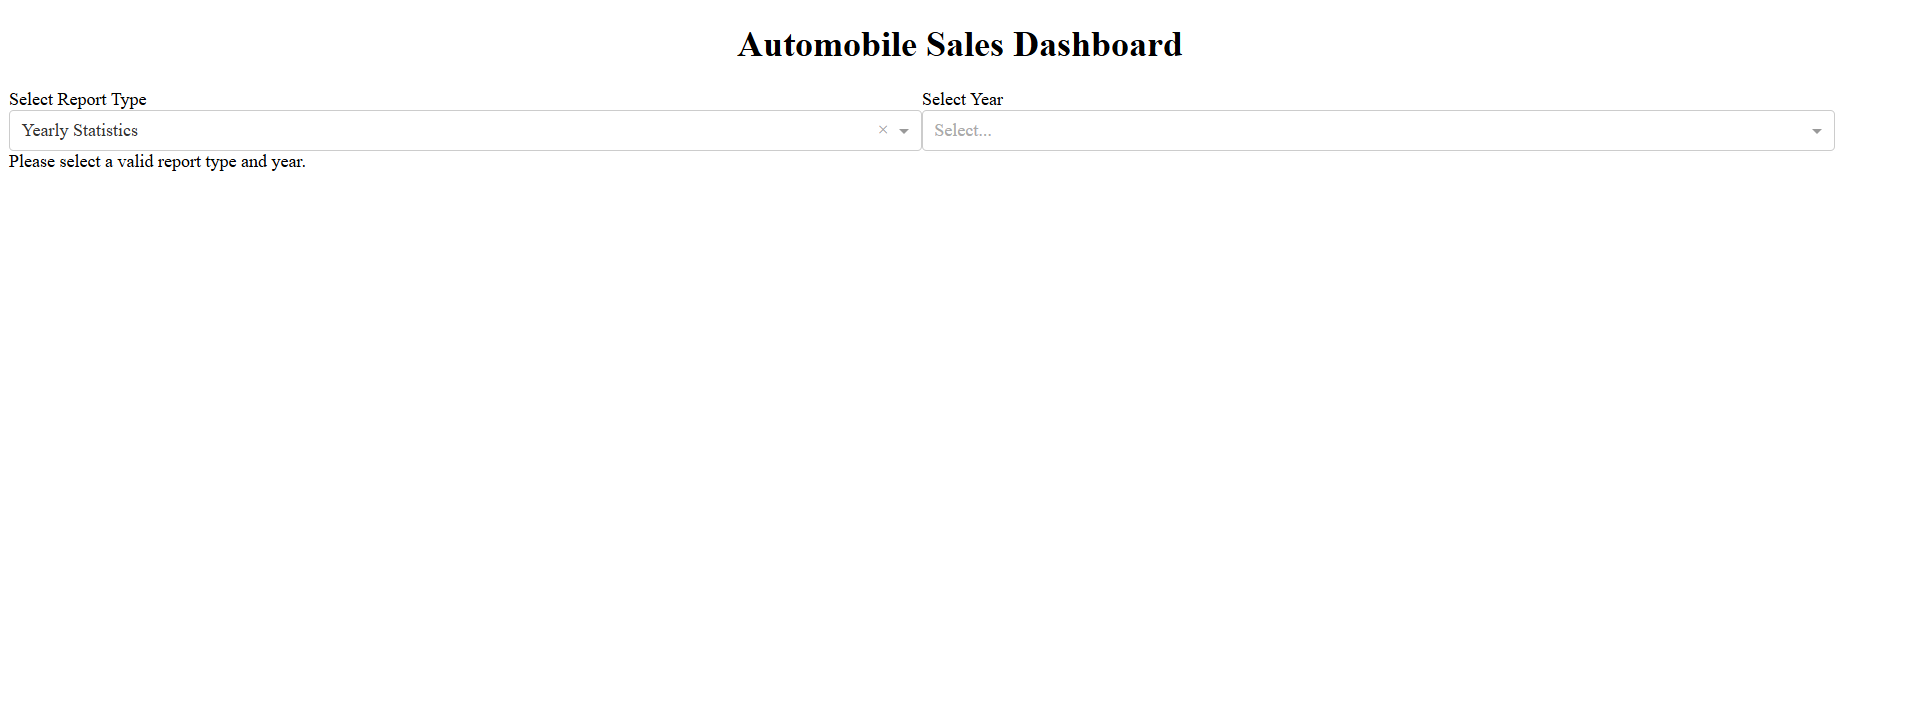 Automobile Sales Dashboard
Select Report Type
Yearly Statistics
Select Year
Select...
Please select a valid report type and year.